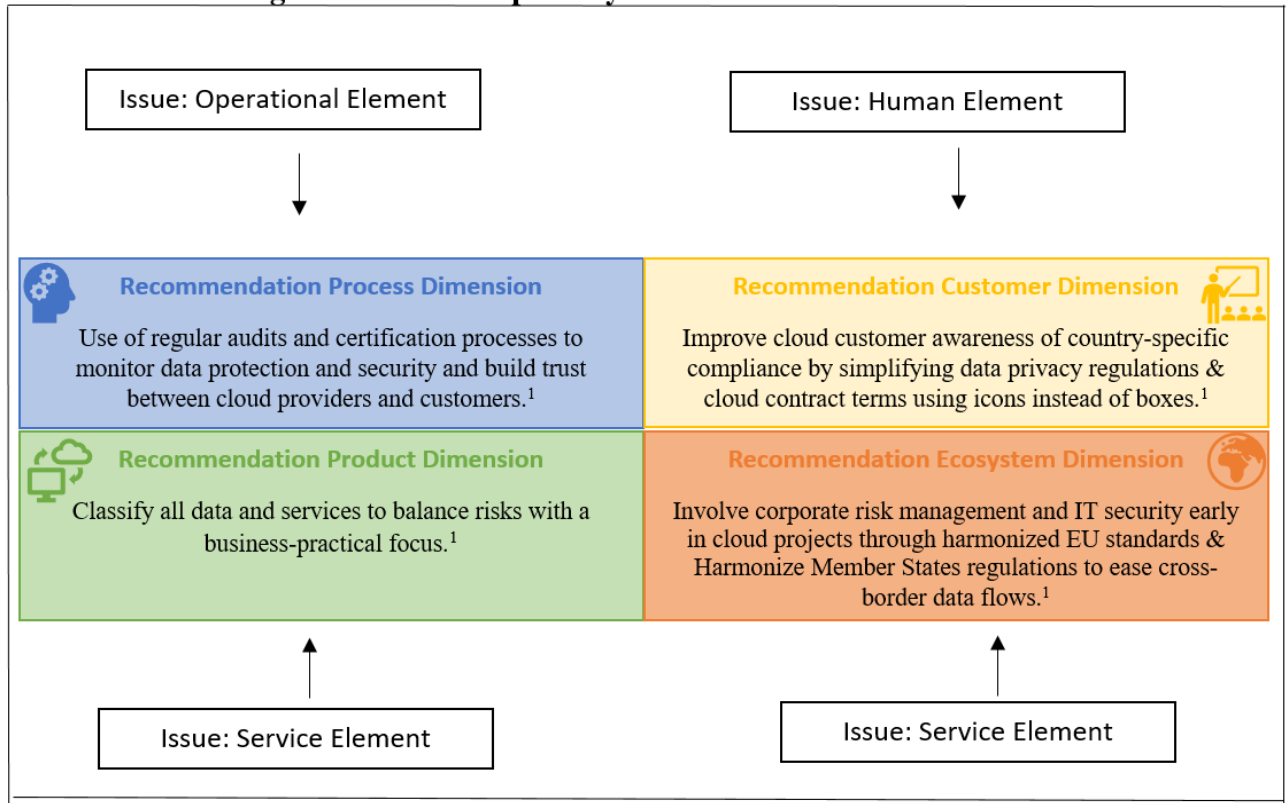 Issue: Operational Element
Issue: Human Element
Recommendation Process Dimension
Use of regular audits and certification processes to
monitor data protection and security and build trust
between cloud providers and customers.¹
Recommendation Customer Dimension
Improve cloud customer awareness of country-specific
compliance by simplifying data privacy regulations &
cloud contract terms using icons instead of boxes.¹
Recommendation Product Dimension
Classify all data and services to balance risks with a
business-practical focus.¹
Recommendation Ecosystem Dimension
Involve corporate risk management and IT security early
in cloud projects through harmonized EU standards &
Harmonize Member States regulations to ease cross-
border data flows.¹
Issue: Service Element
Issue: Service Element